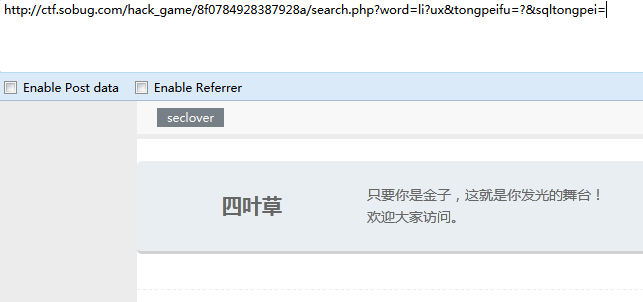 http://ctf.sobug.com/hack_game/8f0784928387928a/search.php?word=li?ux&tongpeifu=?&sqltongpei=
Enable Post data Enable Referrer
seclover
四叶草
只要你是金子，这就是你发光的舞台！
欢迎大家访问。